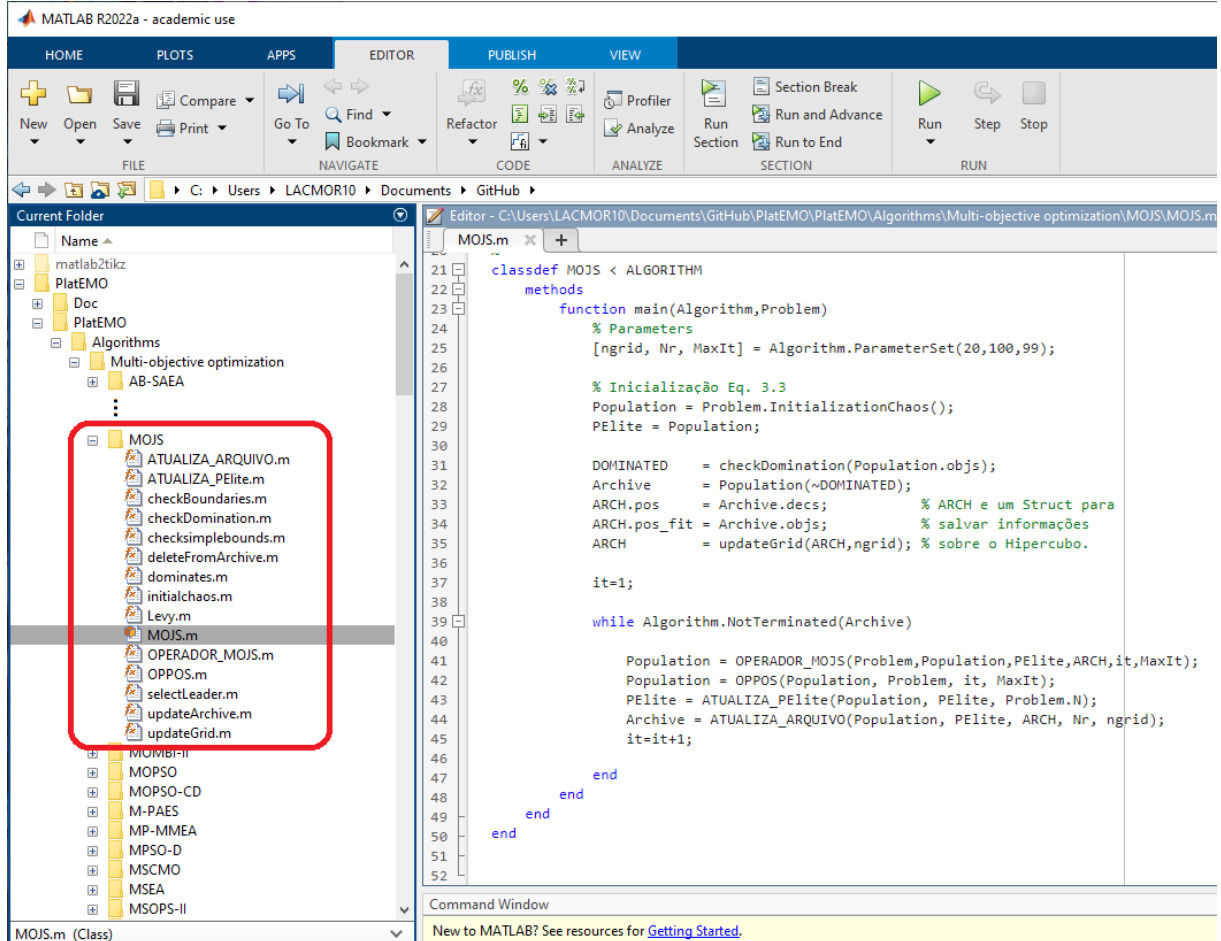 MATLAB R2022a - academic use
HOME PLOTS APPS EDITOR PUBLISH VIEW
New Open Save Compare Print
FILE
Go To Find Bookmark
NAVIGATE
Refactor
CODE
Profiler
Analyze
ANALYZE
Run Section
Section Break
Run and Advance
Run to End
SECTION
Run Step Stop
RUN
C: Users LACMOR10 Documents GitHub
Current Folder
Name
matlab2tikz
PlatEMO
Doc
PlatEMO
Algorithms
Multi-objective optimization
AB-SAEA
MOJS
ATUALIZA_ARQUIVO.m
ATUALIZA_PElite.m
checkBoundaries.m
checkDomination.m
checksimplebounds.m
deleteFromArchive.m
dominates.m
initialchaos.m
Levy.m
MOJS.m
OPERADOR_MOJS.m
OPPOS.m
selectLeader.m
updateArchive.m
updateGrid.m
MOMBI-II
MOPSO
MOPSO-CD
M-PAES
MP-MMEA
MPSO-D
MSCMO
MSEA
MSOPS-II
MOJS.m (Class)
Editor - C:\Users\LACMOR10\Documents\GitHub\PlatEMO\PlatEMO\Algorithms\Multi-objective optimization\MOJS\MOJS.m
MOJS.m
20 %
21 classdef MOJS < ALGORITHM
22 methods
23 function main(Algorithm,Problem)
24 % Parameters
25 [ngrid, Nr, MaxIt] = Algorithm.ParameterSet(20,100,99);
26
27 % Inicialização Eq. 3.3
28 Population = Problem.InitializationChaos();
29 PElite = Population;
30
31 DOMINATED = checkDomination(Population.objs);
32 Archive = Population(~DOMINATED);
33 ARCH.pos = Archive.decs; % ARCH e um Struct para
34 ARCH.pos_fit = Archive.objs; % salvar informações
35 ARCH = updateGrid(ARCH,ngrid); % sobre o Hipercubo.
36
37 it=1;
38
39 while Algorithm.NotTerminated(Archive)
40
41 Population = OPERADOR_MOJS(Problem,Population,PElite,ARCH,it,MaxIt);
42 Population = OPPOS(Population, Problem, it, MaxIt);
43 PElite = ATUALIZA_PElite(Population, PElite, Problem.N);
44 Archive = ATUALIZA_ARQUIVO(Population, PElite, ARCH, Nr, ngrid);
45 it=it+1;
46
47 end
48 end
49 end
50 end
51
52
Command Window
New to MATLAB? See resources for Getting Started.